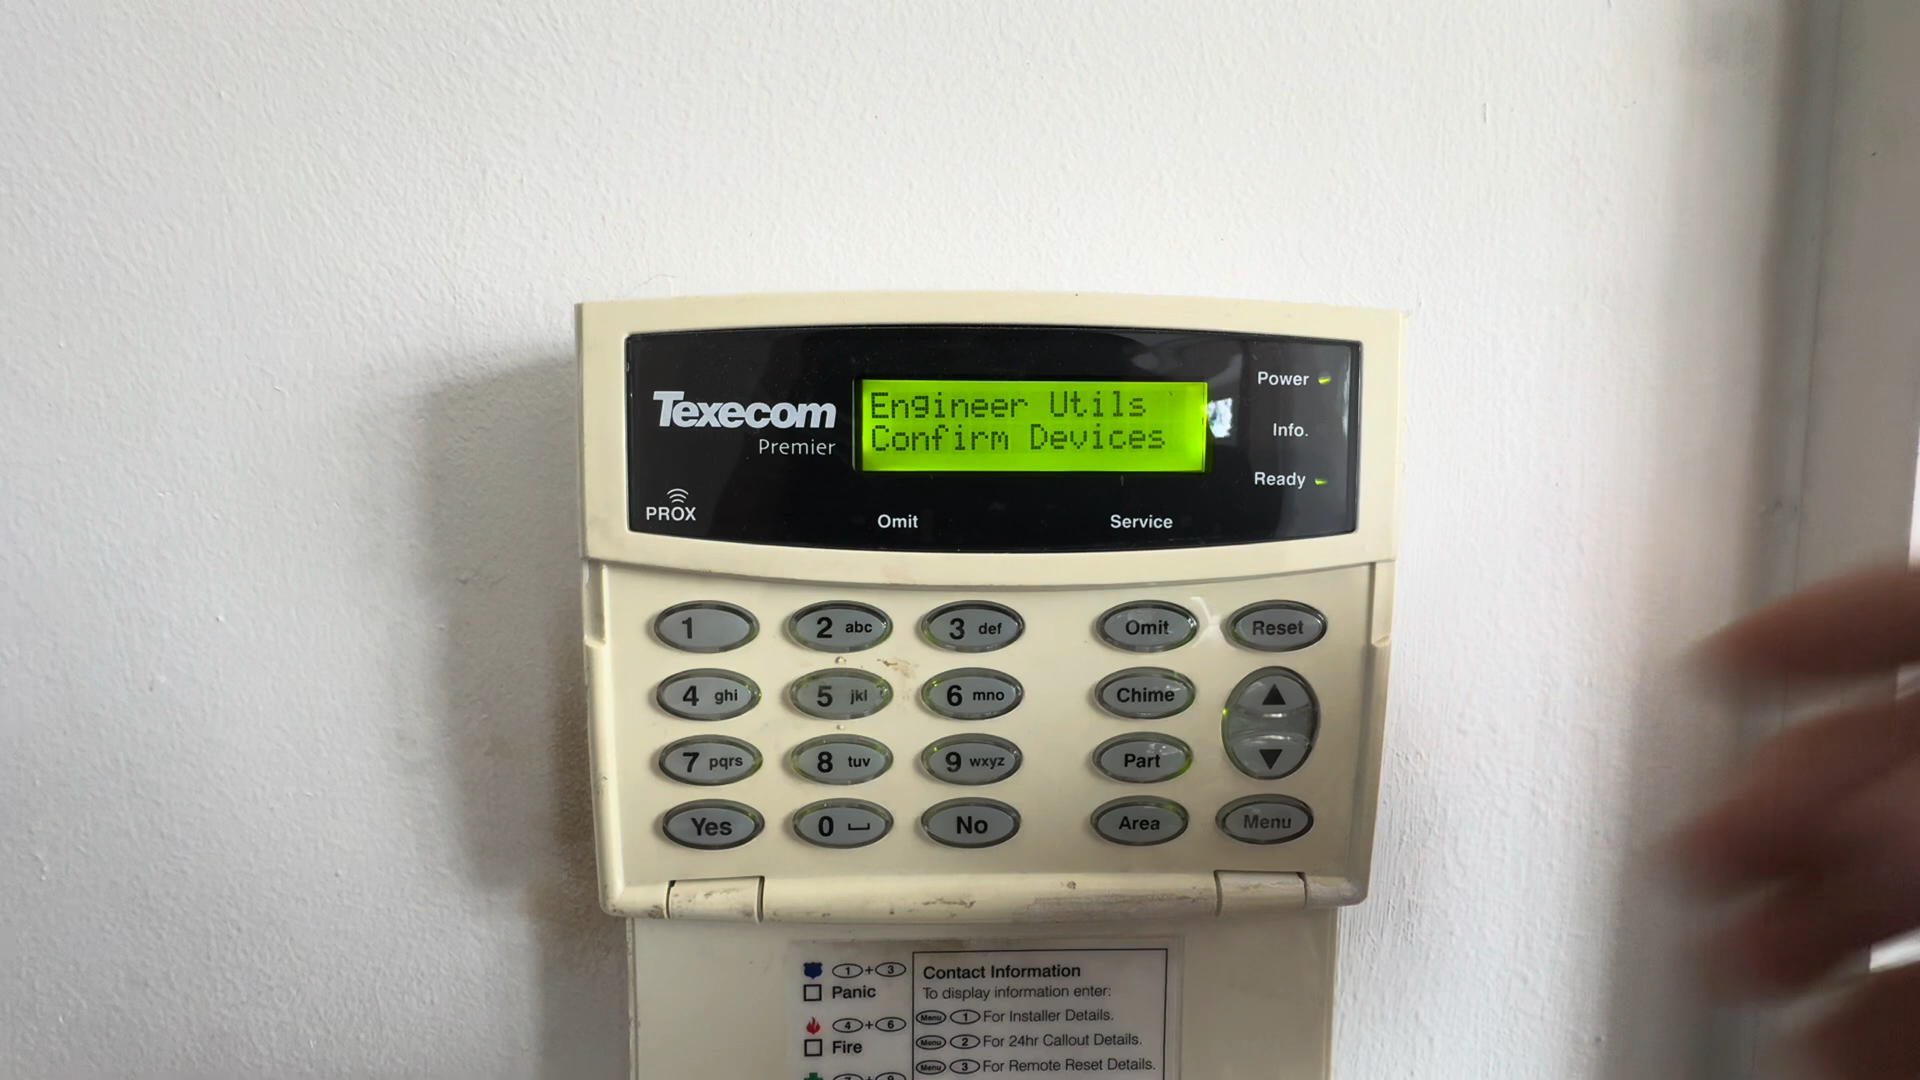 Texecom
Premier
PROX
Engineer Utils
Confirm Devices
Power
Info.
Ready
Omit
Service
1
2 abc
3 def
Omit
Reset
4 ghi
5 jkl
6 mno
Chime
7 pqrs
8 tuv
9 wxyz
Part
Yes
0
No
Area
Menu
1 + 3
Panic
4 + 6
Fire
Contact Information
To display information enter:
Menu 1 For Installer Details.
Menu 2 For 24hr Callout Details.
Menu 3 For Remote Reset Details.